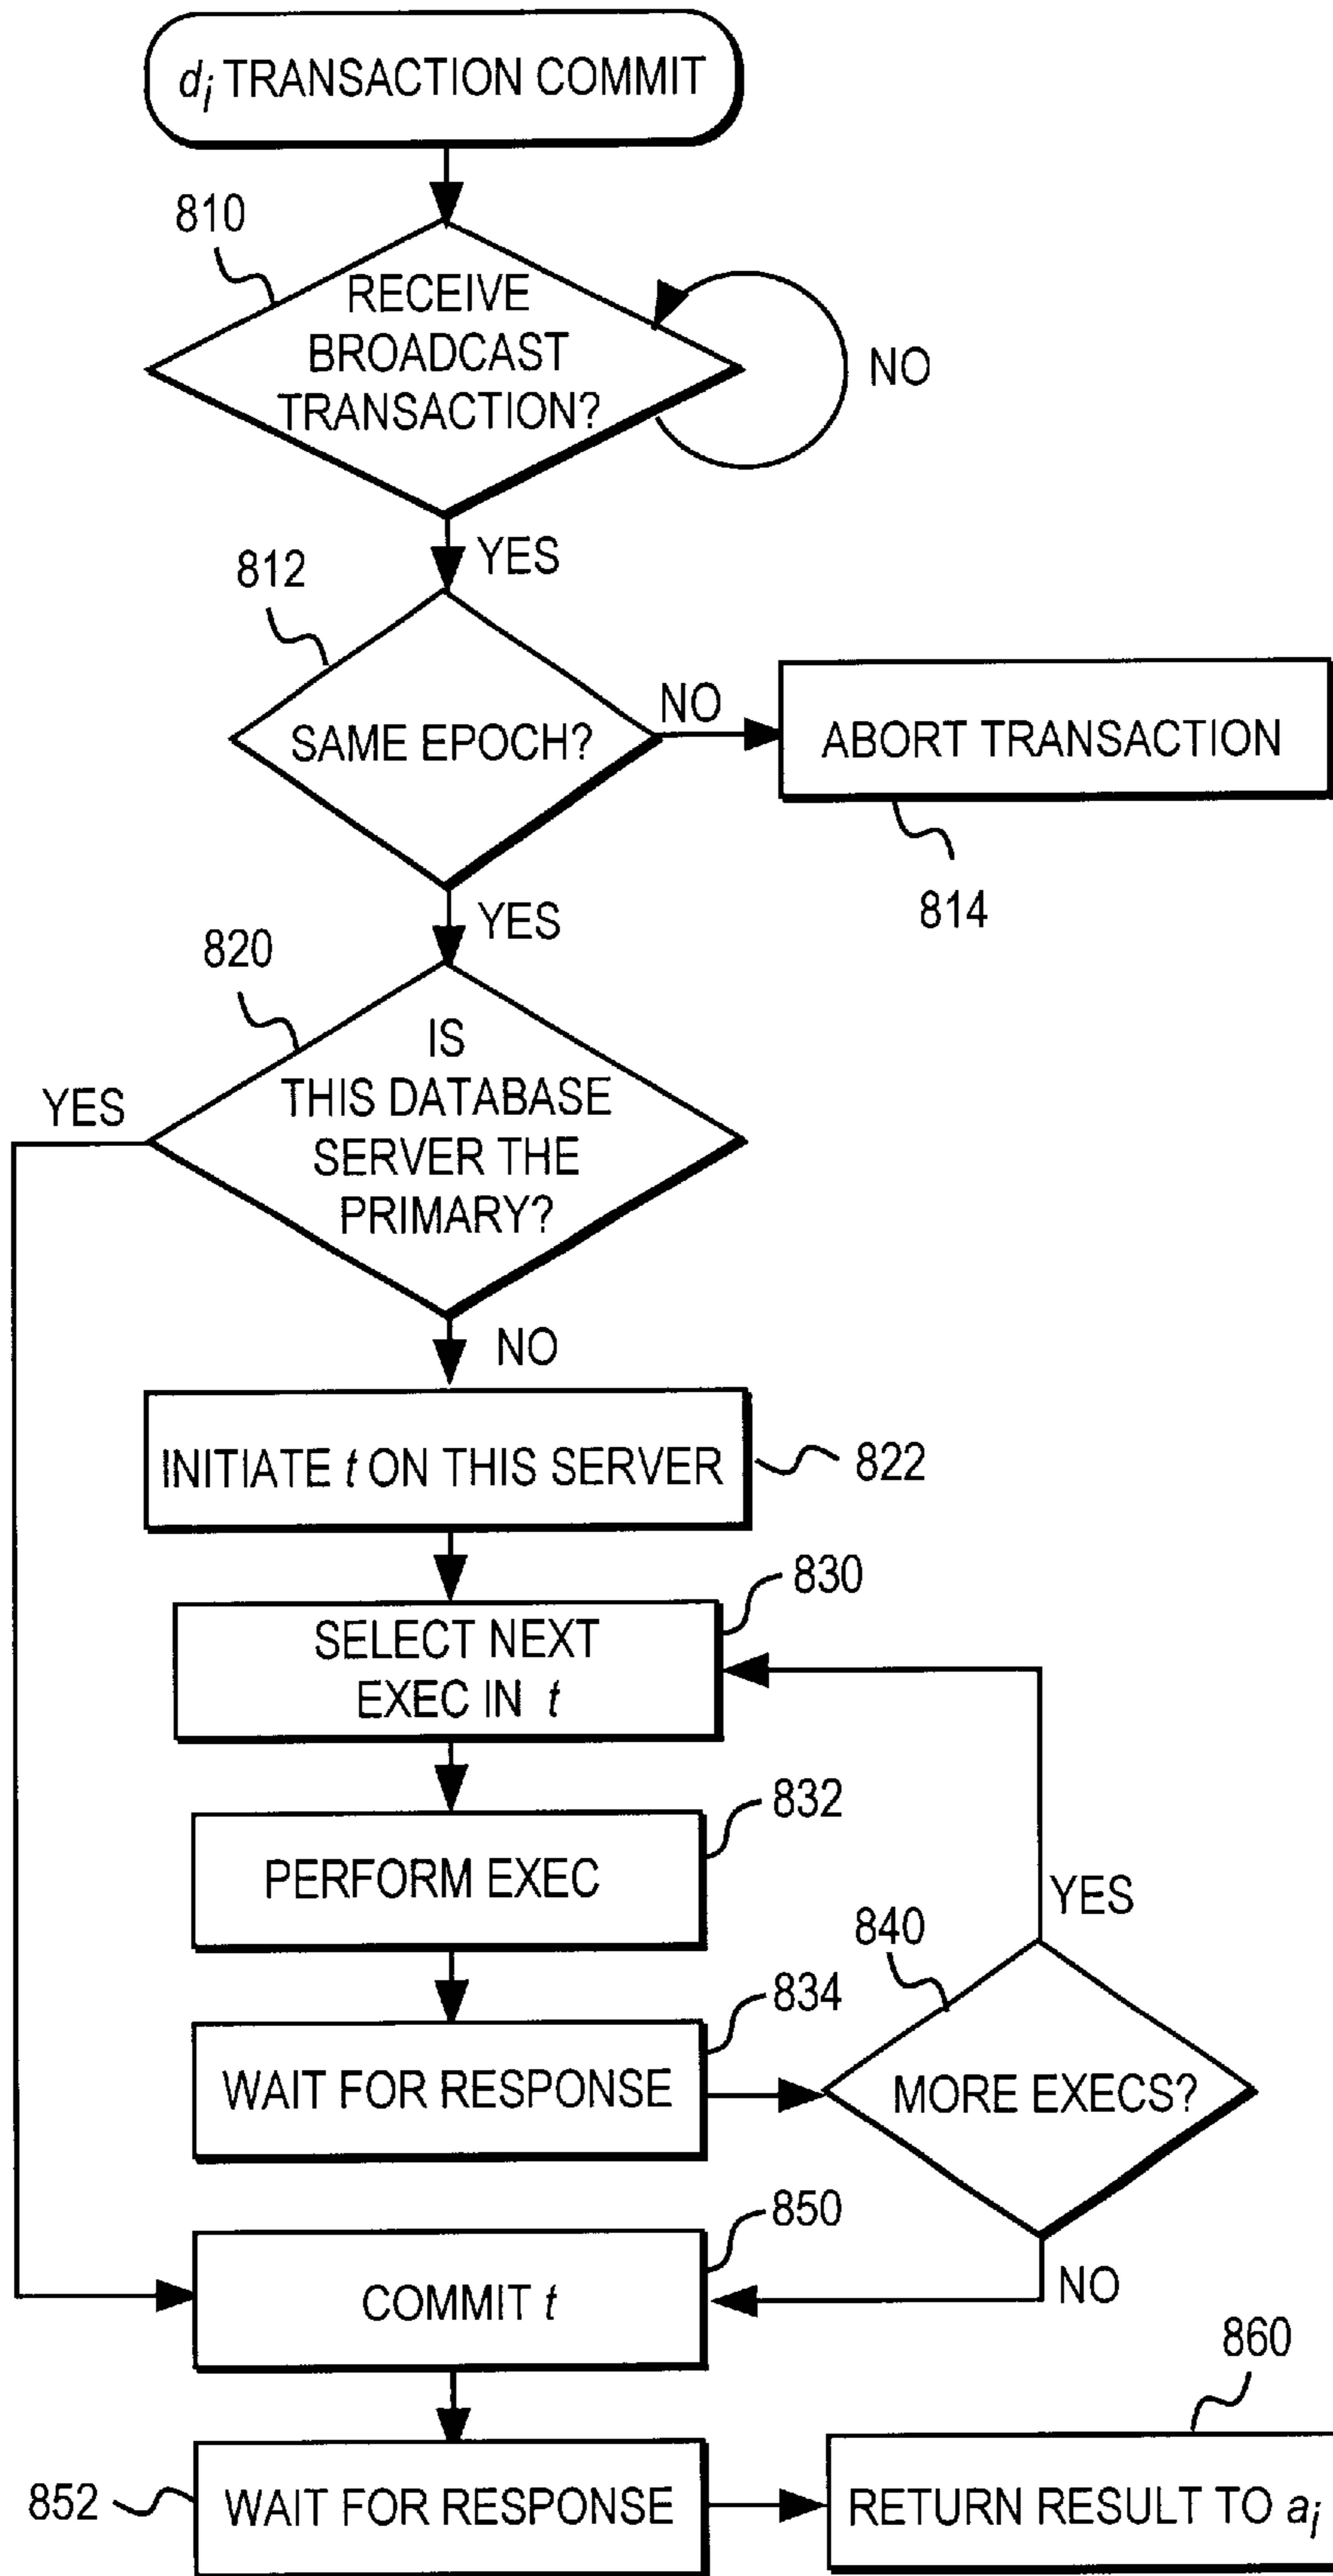 di TRANSACTION COMMIT
810
RECEIVE
BROADCAST
TRANSACTION?
NO
YES
812
SAME EPOCH?
NO
ABORT TRANSACTION
814
YES
820
IS
THIS DATABASE
SERVER THE
PRIMARY?
YES
NO
INITIATE t ON THIS SERVER
822
830
SELECT NEXT
EXEC IN t
832
PERFORM EXEC
YES
840
834
WAIT FOR RESPONSE
MORE EXECS?
850
COMMIT t
NO
860
852
WAIT FOR RESPONSE
RETURN RESULT TO ai